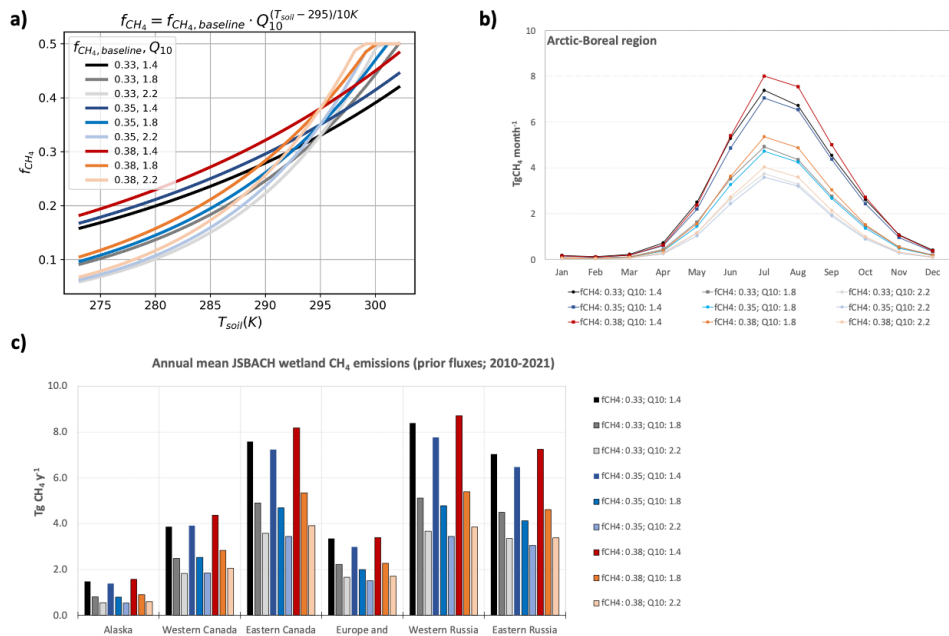 a)
f_CH₄ = f_CH₄,baseline · Q₁₀^(T_soil − 295)/10K
f_CH₄,baseline, Q₁₀
0.33, 1.4
0.33, 1.8
0.33, 2.2
0.35, 1.4
0.35, 1.8
0.35, 2.2
0.38, 1.4
0.38, 1.8
0.38, 2.2
0.5
0.4
0.3
0.2
0.1
f_CH₄
275 280 285 290 295 300
T_soil(K)
b)
Arctic-Boreal region
10
8
6
4
2
0
TgCH₄ month⁻¹
Jan Feb Mar Apr May Jun Jul Aug Sep Oct Nov Dec
fCH4: 0.33; Q10: 1.4 fCH4: 0.33; Q10: 1.8 fCH4: 0.33; Q10: 2.2
fCH4: 0.35; Q10: 1.4 fCH4: 0.35; Q10: 1.8 fCH4: 0.35; Q10: 2.2
fCH4: 0.38; Q10: 1.4 fCH4: 0.38; Q10: 1.8 fCH4: 0.38; Q10: 2.2
c)
Annual mean JSBACH wetland CH₄ emissions (prior fluxes; 2010-2021)
10.0
8.0
6.0
4.0
2.0
0.0
Tg CH₄ y⁻¹
Alaska Western Canada Eastern Canada Europe and Western Russia Eastern Russia
fCH4: 0.33; Q10: 1.4
fCH4: 0.33; Q10: 1.8
fCH4: 0.33; Q10: 2.2
fCH4: 0.35; Q10: 1.4
fCH4: 0.35; Q10: 1.8
fCH4: 0.35; Q10: 2.2
fCH4: 0.38; Q10: 1.4
fCH4: 0.38; Q10: 1.8
fCH4: 0.38; Q10: 2.2